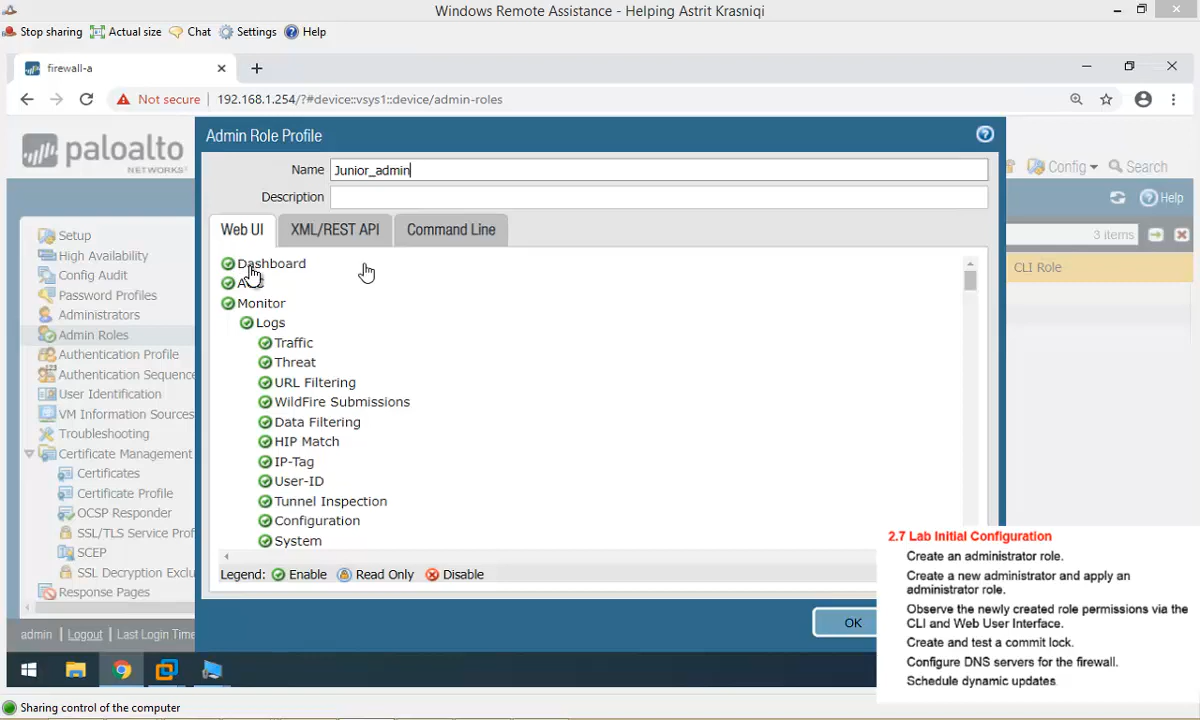 Windows Remote Assistance - Helping Astrit Krasniqi
Stop sharing Actual size Chat Settings Help
firewall-a
Not secure 192.168.1.254/?#device::vsys1::device/admin-roles
paloalto
NETWORKS
Config Search
Help
Setup
High Availability
Config Audit
Password Profiles
Administrators
Admin Roles
Authentication Profile
Authentication Sequence
User Identification
VM Information Sources
Troubleshooting
Certificate Management
Certificates
Certificate Profile
OCSP Responder
SSL/TLS Service Prof
SCEP
SSL Decryption Exclu
Response Pages
admin | Logout | Last Login Time
Admin Role Profile
Name Junior_admin
Description
Web UI XML/REST API Command Line
Dashboard
Monitor
Logs
Traffic
Threat
URL Filtering
WildFire Submissions
Data Filtering
HIP Match
IP-Tag
User-ID
Tunnel Inspection
Configuration
System
Legend: Enable Read Only Disable
OK
3 items
CLI Role
2.7 Lab Initial Configuration
Create an administrator role.
Create a new administrator and apply an
administrator role.
Observe the newly created role permissions via the
CLI and Web User Interface.
Create and test a commit lock.
Configure DNS servers for the firewall.
Schedule dynamic updates
Sharing control of the computer